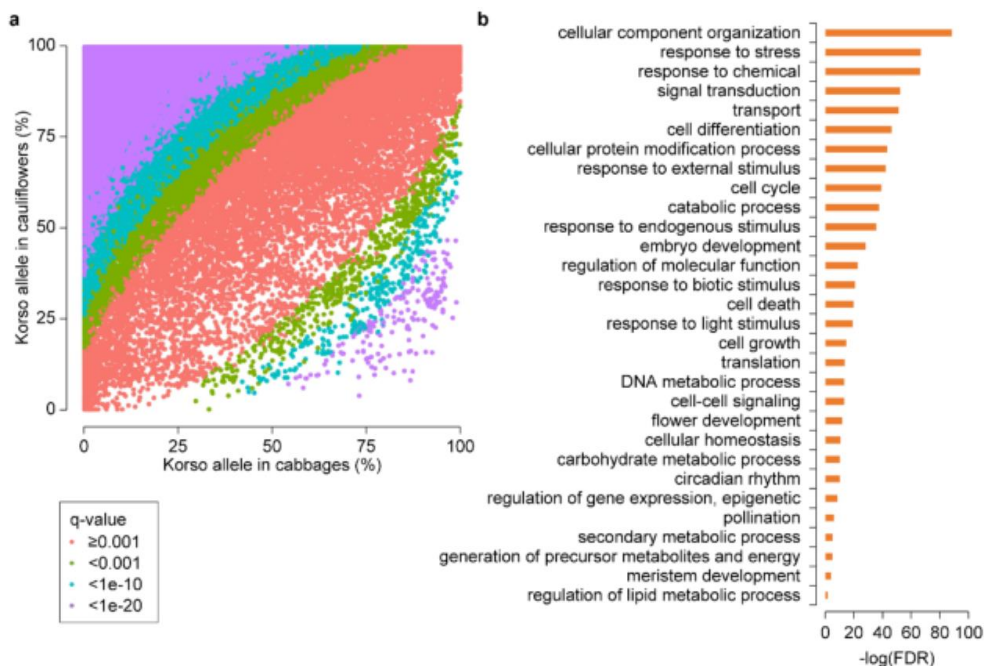 a
Korso allele in cauliflowers (%)
100
75
50
25
0
0 25 50 75 100
Korso allele in cabbages (%)
q-value
≥0.001
<0.001
<1e-10
<1e-20
b
cellular component organization
response to stress
response to chemical
signal transduction
transport
cell differentiation
cellular protein modification process
response to external stimulus
cell cycle
catabolic process
response to endogenous stimulus
embryo development
regulation of molecular function
response to biotic stimulus
cell death
response to light stimulus
cell growth
translation
DNA metabolic process
cell-cell signaling
flower development
cellular homeostasis
carbohydrate metabolic process
circadian rhythm
regulation of gene expression, epigenetic
pollination
secondary metabolic process
generation of precursor metabolites and energy
meristem development
regulation of lipid metabolic process
0 20 40 60 80 100
-log(FDR)